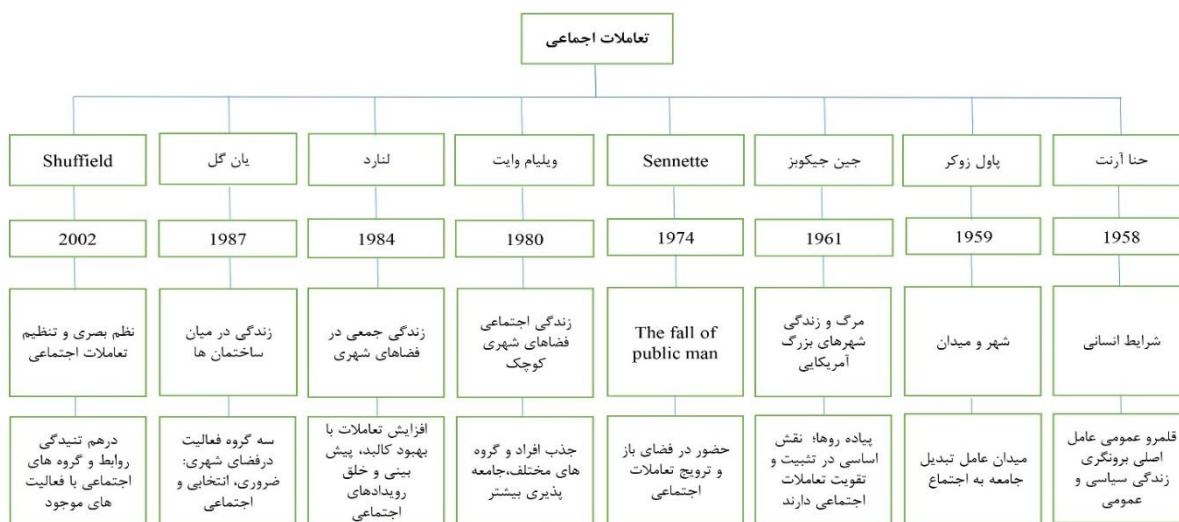 تعاملات اجماعی
حنا آرنت
پاول زوکر
جین جیکوبز
Sennette
ویلیام وایت
لنارد
یان گل
Shuffield
1958
1959
1961
1974
1980
1984
1987
2002
شرایط انسانی
شهر و میدان
مرگ و زندگی
شهرهای بزرگ
آمریکایی
The fall of
public man
زندگی اجتماعی
فضاهای شهری
کوچک
زندگی جمعی در
فضاهای شهری
زندگی در میان
ساختمان ها
نظم بصری و تنظیم
تعاملات اجتماعی
قلمرو عمومی عامل
اصلی برونگری
زندگی سیاسی و
عمومی
میدان عامل تبدیل
جامعه به اجتماع
پیاده روها؛ نقش
اساسی در تثبیت و
تقویت تعاملات
اجتماعی دارند
حضور در فضای باز
و ترویج تعاملات
اجتماعی
جذب افراد و گروه
های مختلف،جامعه
پذیری بیشتر
افزایش تعاملات با
بهبود کالبد، پیش
بینی و خلق
رویدادهای
اجتماعی
سه گروه فعالیت
درفضای شهری:
ضروری، انتخابی و
اجتماعی
درهم تنیدگی
روابط و گروه های
اجتماعی با فعالیت
های موجود